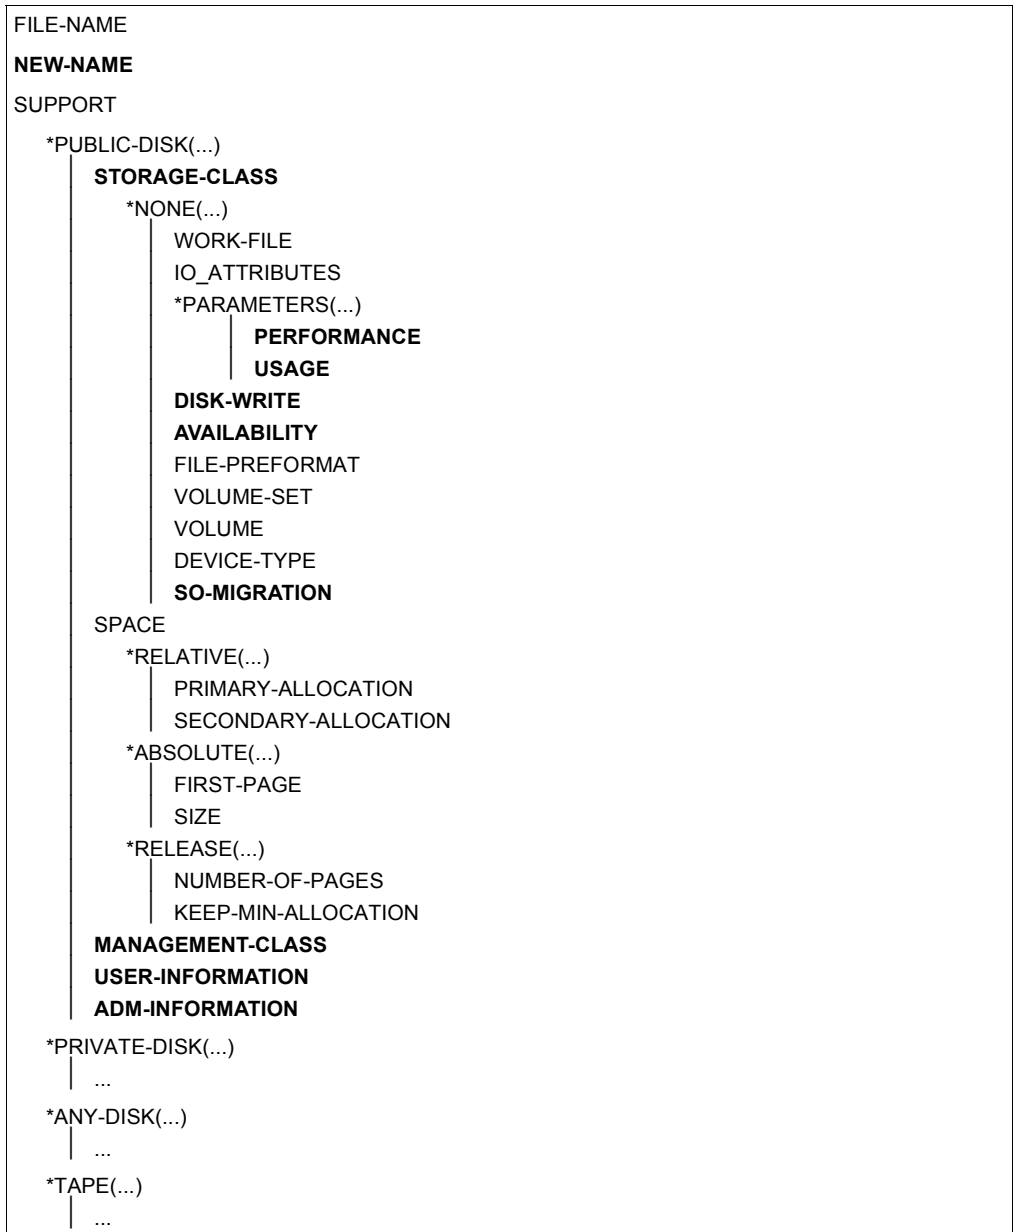 FILE-NAME
NEW-NAME
SUPPORT
*PUBLIC-DISK(...)
STORAGE-CLASS
*NONE(...)
WORK-FILE
IO_ATTRIBUTES
*PARAMETERS(...)
PERFORMANCE
USAGE
DISK-WRITE
AVAILABILITY
FILE-PREFORMAT
VOLUME-SET
VOLUME
DEVICE-TYPE
SO-MIGRATION
SPACE
*RELATIVE(...)
PRIMARY-ALLOCATION
SECONDARY-ALLOCATION
*ABSOLUTE(...)
FIRST-PAGE
SIZE
*RELEASE(...)
NUMBER-OF-PAGES
KEEP-MIN-ALLOCATION
MANAGEMENT-CLASS
USER-INFORMATION
ADM-INFORMATION
*PRIVATE-DISK(...)
...
*ANY-DISK(...)
...
*TAPE(...)
...